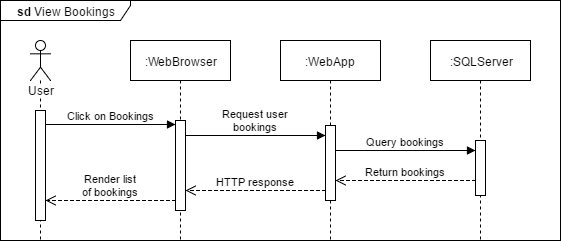 sd View Bookings
:WebBrowser
:WebApp
:SQLServer
User
Click on Bookings
Request user
bookings
Query bookings
Return bookings
HTTP response
Render list
of bookings